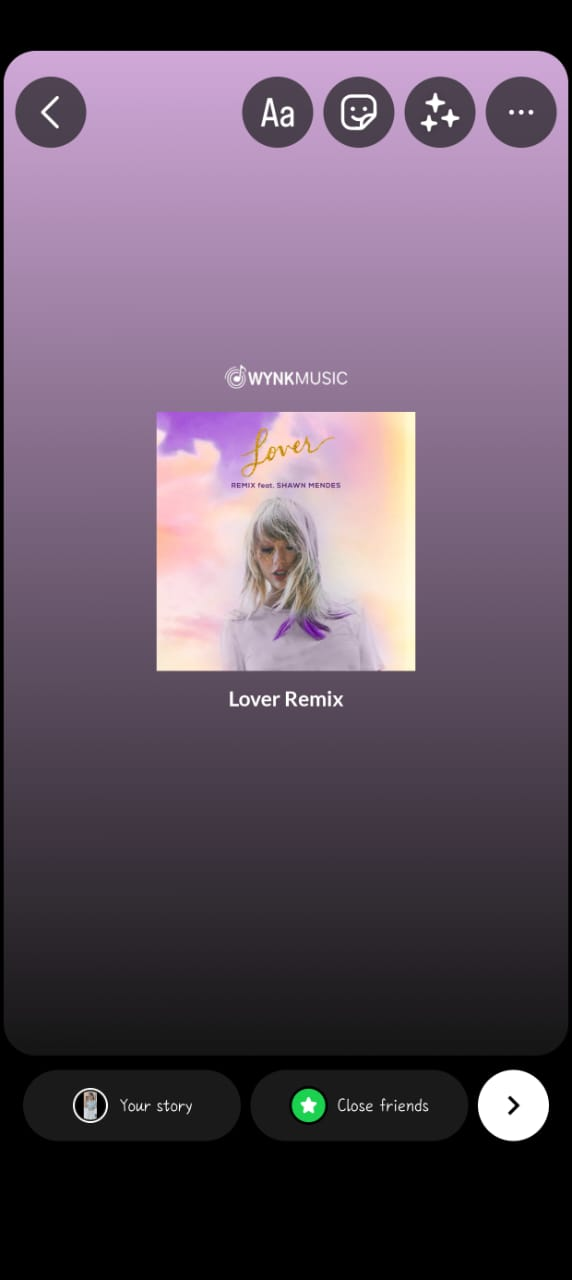 Aa
WYNKMUSIC
Lover
REMIX feat. SHAWN MENDES
Lover Remix
Your story
Close friends